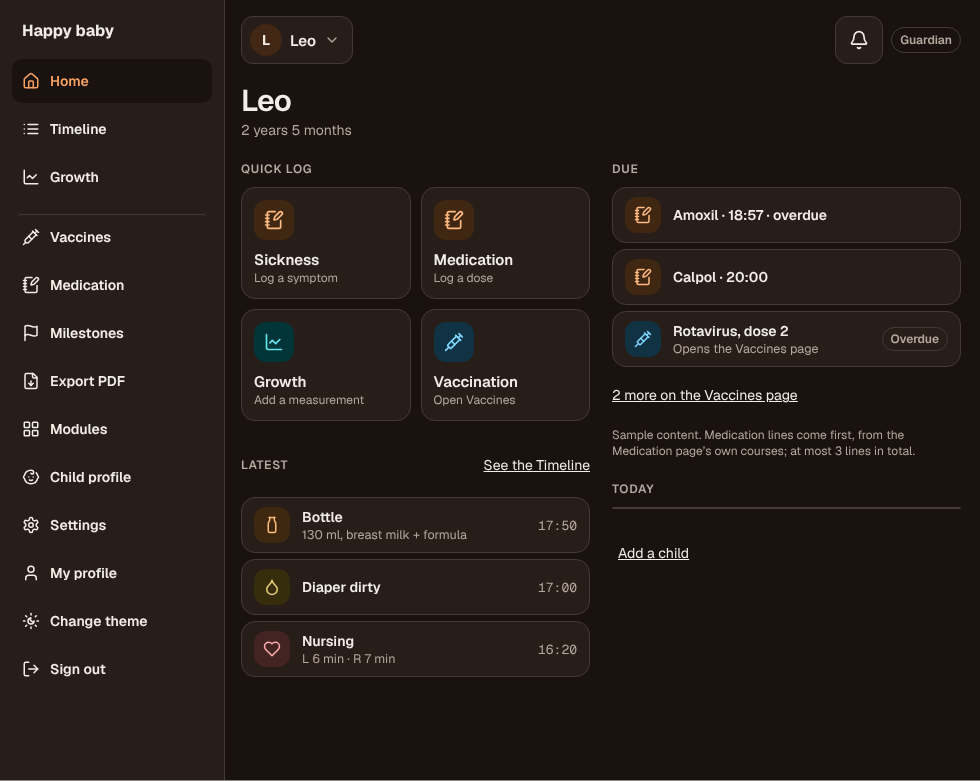 Happy baby
Home
Timeline
Growth
Vaccines
Medication
Milestones
Export PDF
Modules
Child profile
Settings
My profile
Change theme
Sign out
L Leo
Guardian
Leo
2 years 5 months
QUICK LOG
Sickness
Log a symptom
Medication
Log a dose
Growth
Add a measurement
Vaccination
Open Vaccines
LATEST
See the Timeline
Bottle
130 ml, breast milk + formula
17:50
Diaper dirty
17:00
Nursing
L 6 min · R 7 min
16:20
DUE
Amoxil · 18:57 · overdue
Calpol · 20:00
Rotavirus, dose 2
Opens the Vaccines page
Overdue
2 more on the Vaccines page
Sample content. Medication lines come first, from the
Medication page's own courses; at most 3 lines in total.
TODAY
Add a child